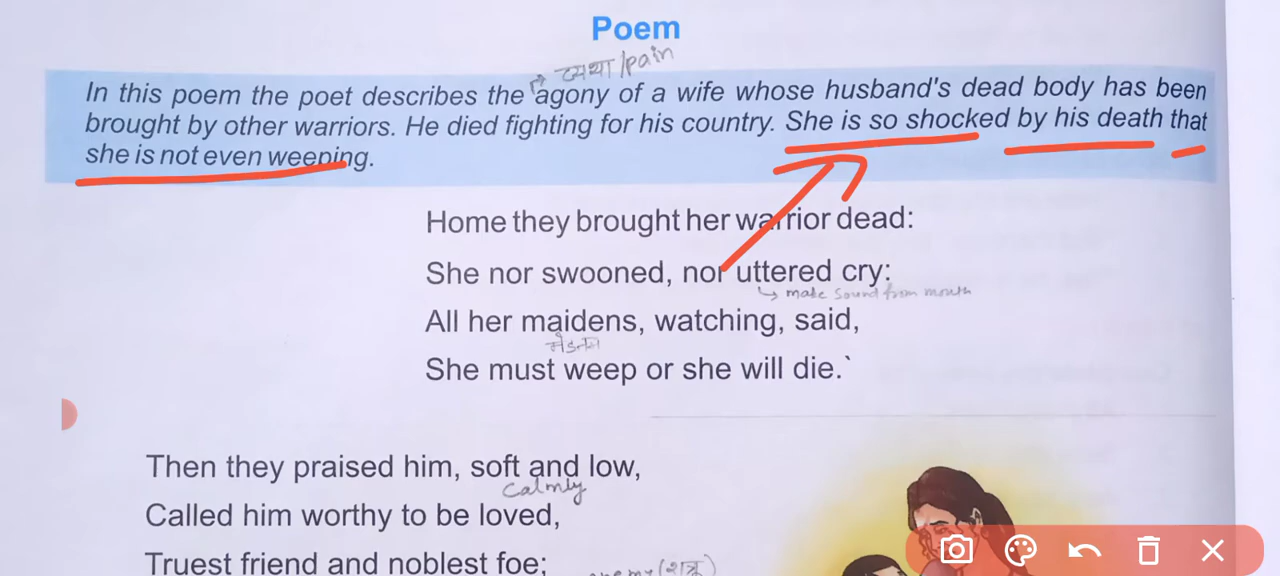 Poem
व्यथा/pain
In this poem the poet describes the agony of a wife whose husband's dead body has been
brought by other warriors. He died fighting for his country. She is so shocked by his death that
she is not even weeping.
Home they brought her warrior dead:
She nor swooned, nor uttered cry:
make sound from mouth
All her maidens, watching, said,
She must weep or she will die.`
Then they praised him, soft and low,
Calmly
Called him worthy to be loved,
Truest friend and noblest foe;
enemy (शत्रु)